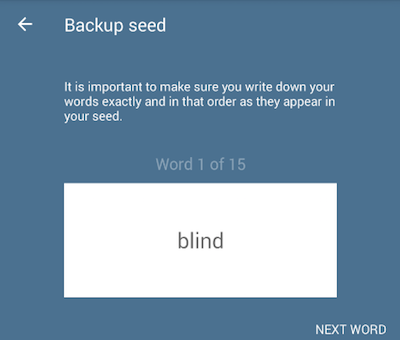 Backup seed
It is important to make sure you write down your
words exactly and in that order as they appear in
your seed.
Word 1 of 15
blind
NEXT WORD